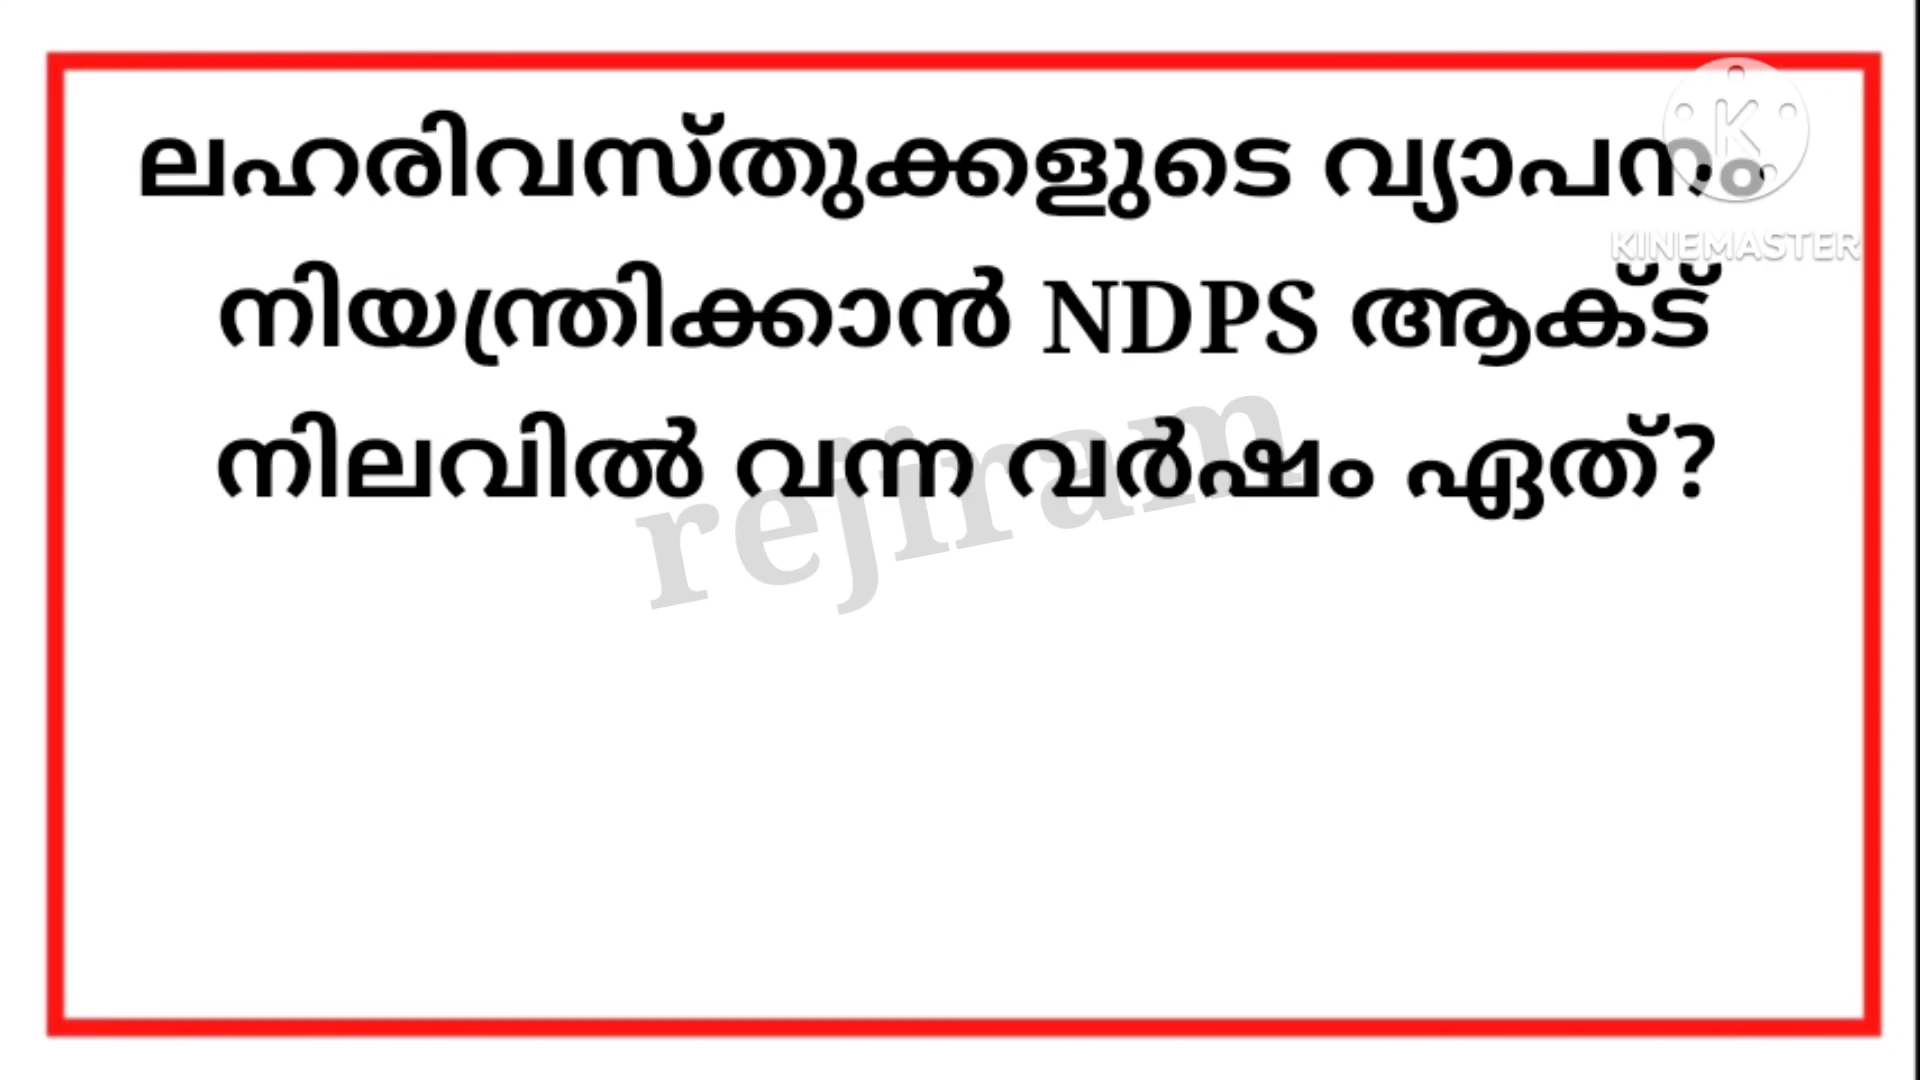 ലഹരിവസ്തുക്കളുടെ വ്യാപനം
KINEMASTER
നിയന്ത്രിക്കാൻ NDPS ആക്ട്
നിലവിൽ വന്ന വർഷം ഏത്?
rejiram